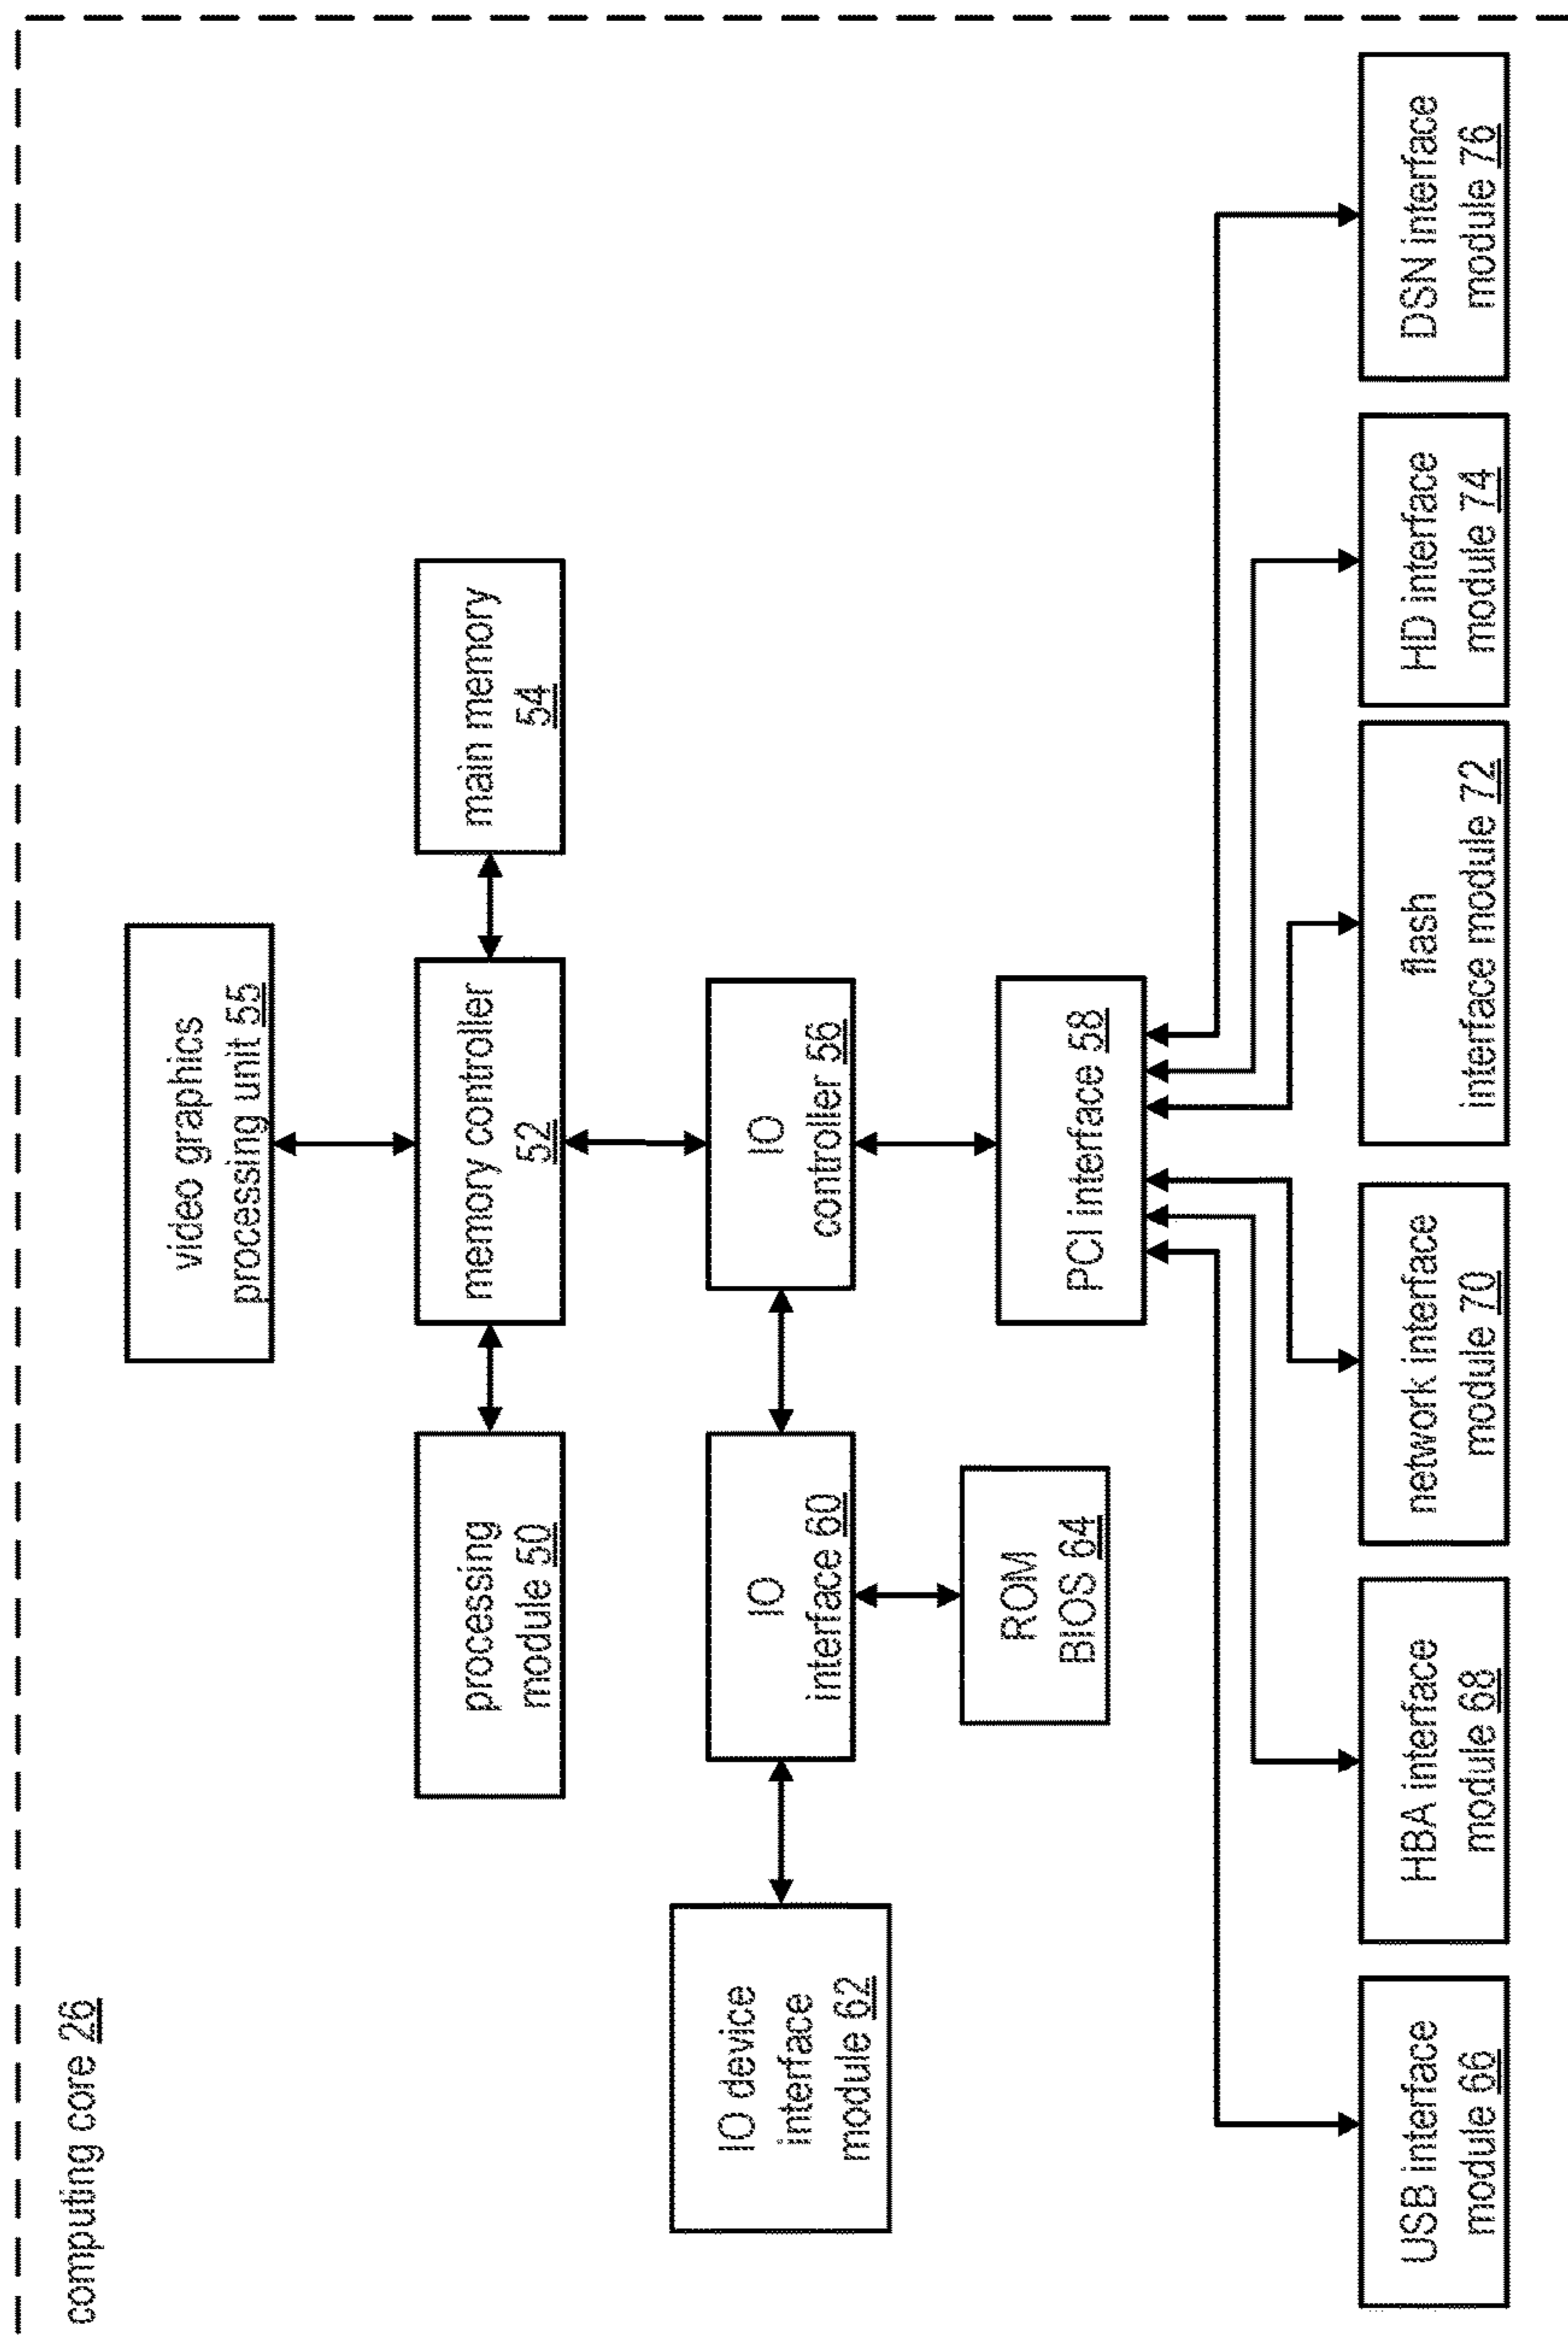 computing core 26
video graphics
processing unit 55
processing
module 50
memory controller
52
main memory
54
IO device
interface
module 62
IO
interface 60
IO
controller 56
ROM
BIOS 64
PCI interface 58
USB interface
module 66
HBA interface
module 68
network interface
module 70
flash
interface module 72
HD interface
module 74
DSN interface
module 76